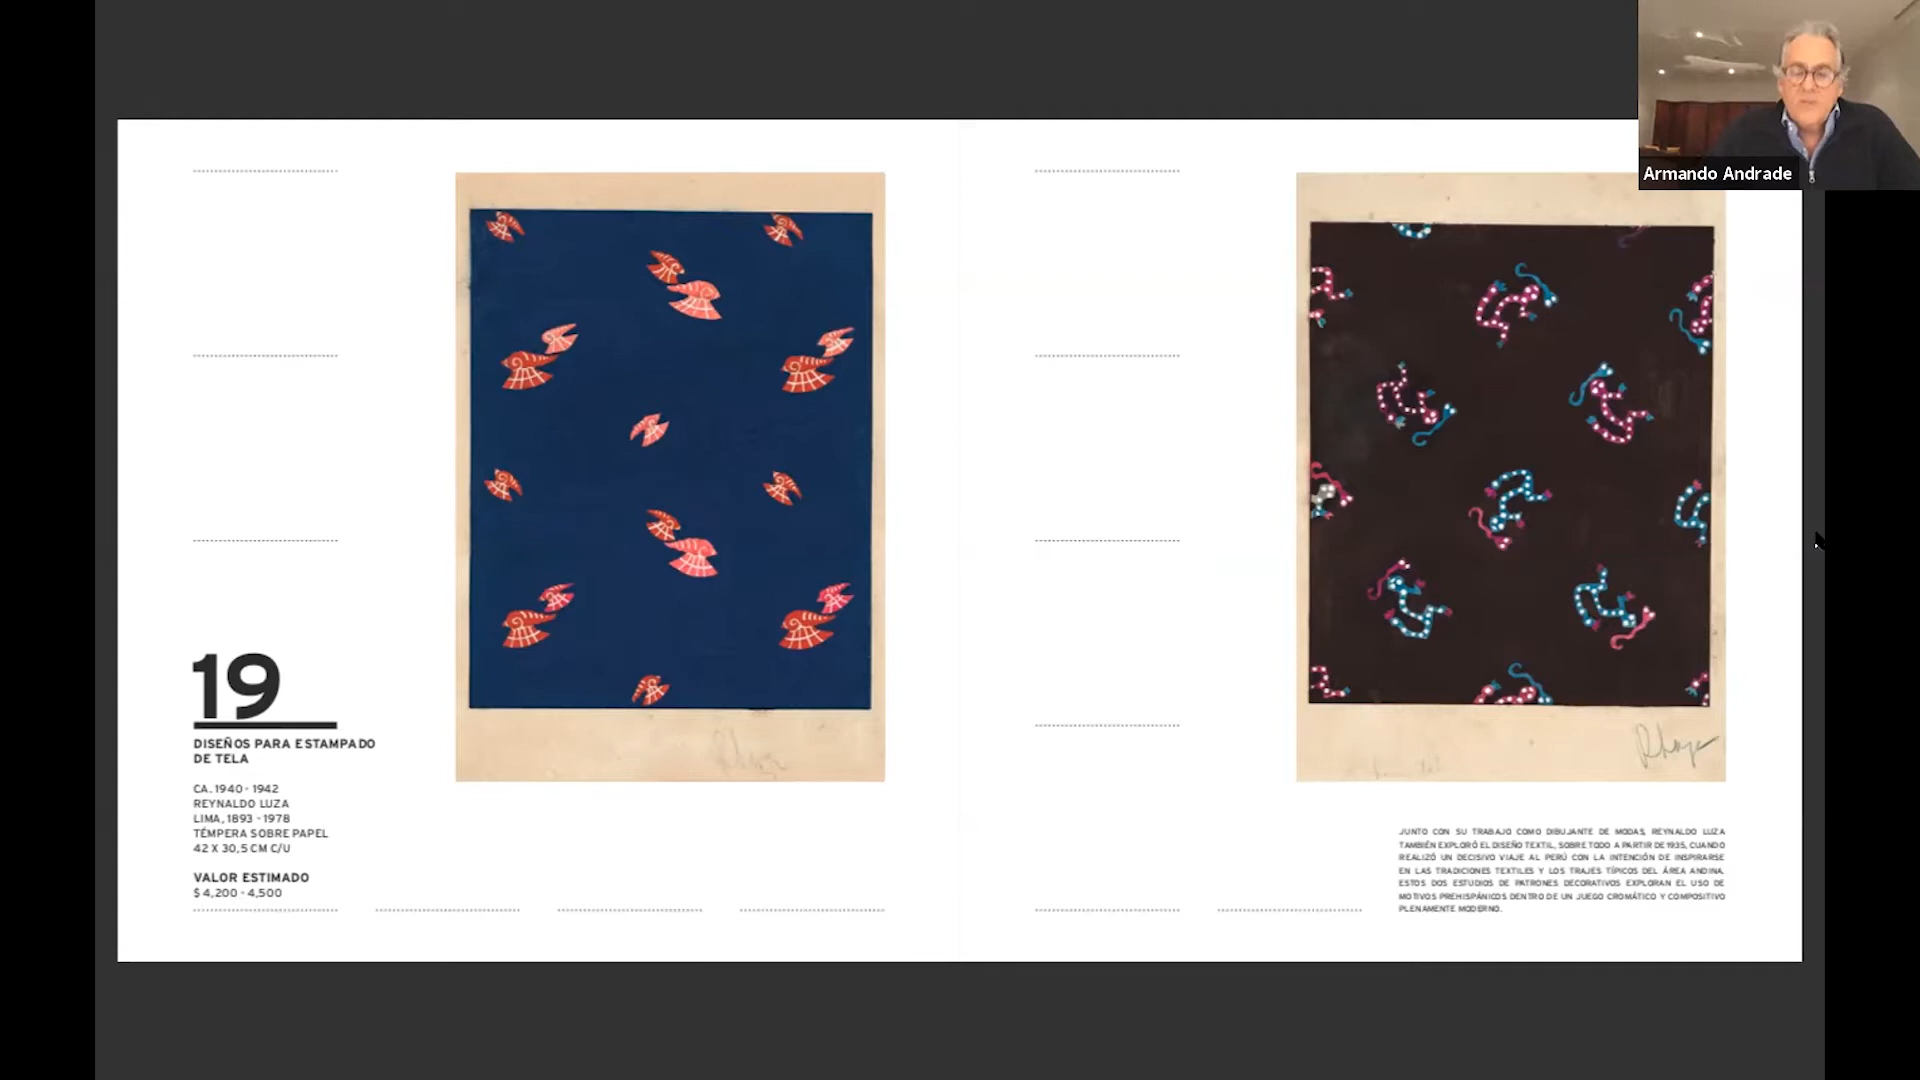 Armando Andrade
19
DISEÑOS PARA ESTAMPADO
DE TELA
CA. 1940 - 1942
REYNALDO LUZA
LIMA, 1893 - 1978
TÉMPERA SOBRE PAPEL
42 X 30,5 CM C/U
VALOR ESTIMADO
$ 4,200 - 4,500
JUNTO CON SU TRABAJO COMO DIBUJANTE DE MODAS, REYNALDO LUZA
TAMBIÉN EXPLORÓ EL DISEÑO TEXTIL, SOBRE TODO A PARTIR DE 1935, CUANDO
REALIZÓ UN DECISIVO VIAJE AL PERÚ CON LA INTENCIÓN DE INSPIRARSE
EN LAS TRADICIONES TEXTILES Y LOS TRAJES TÍPICOS DEL ÁREA ANDINA.
ESTOS DOS ESTUDIOS DE PATRONES DECORATIVOS EXPLORAN EL USO DE
MOTIVOS PREHISPÁNICOS DENTRO DE UN JUEGO CROMÁTICO Y COMPOSITIVO
PLENAMENTE MODERNO.